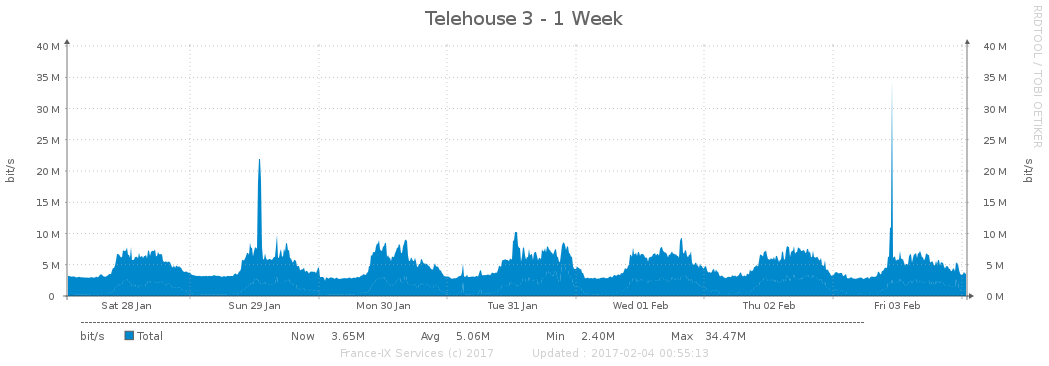 Telehouse 3 - 1 Week
RRDTOOL / TOBI OETIKER
bit/s
40 M
35 M
30 M
25 M
20 M
15 M
10 M
5 M
0
40 M
35 M
30 M
25 M
20 M
15 M
10 M
5 M
0 M
bit/s
Sat 28 Jan Sun 29 Jan Mon 30 Jan Tue 31 Jan Wed 01 Feb Thu 02 Feb Fri 03 Feb
bit/s Total Now 3.65M Avg 5.06M Min 2.40M Max 34.47M
France-IX Services (c) 2017 Updated : 2017-02-04 00:55:13